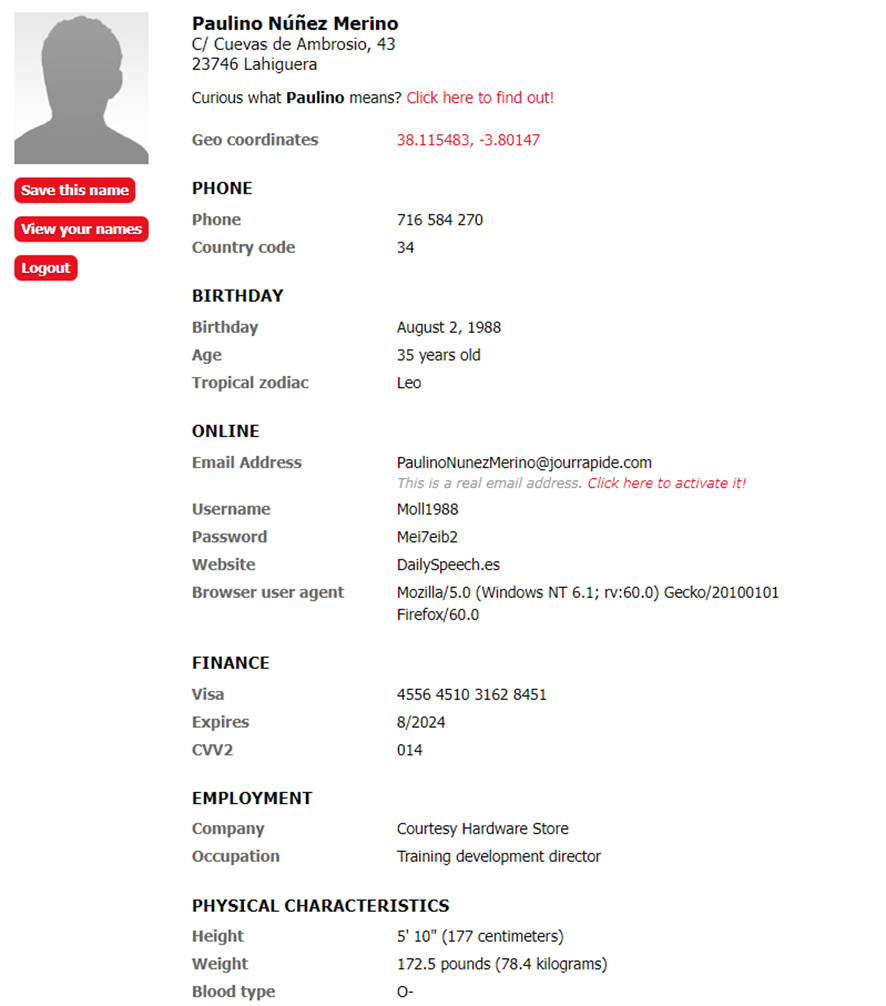 Paulino Núñez Merino
C/ Cuevas de Ambrosio, 43
23746 Lahiguera
Curious what Paulino means? Click here to find out!
Geo coordinates 38.115483, -3.80147
Save this name
View your names
Logout
PHONE
Phone 716 584 270
Country code 34
BIRTHDAY
Birthday August 2, 1988
Age 35 years old
Tropical zodiac Leo
ONLINE
Email Address PaulinoNunezMerino@jourrapide.com
This is a real email address. Click here to activate it!
Username Moll1988
Password Mei7eib2
Website DailySpeech.es
Browser user agent Mozilla/5.0 (Windows NT 6.1; rv:60.0) Gecko/20100101
Firefox/60.0
FINANCE
Visa 4556 4510 3162 8451
Expires 8/2024
CVV2 014
EMPLOYMENT
Company Courtesy Hardware Store
Occupation Training development director
PHYSICAL CHARACTERISTICS
Height 5' 10" (177 centimeters)
Weight 172.5 pounds (78.4 kilograms)
Blood type O-